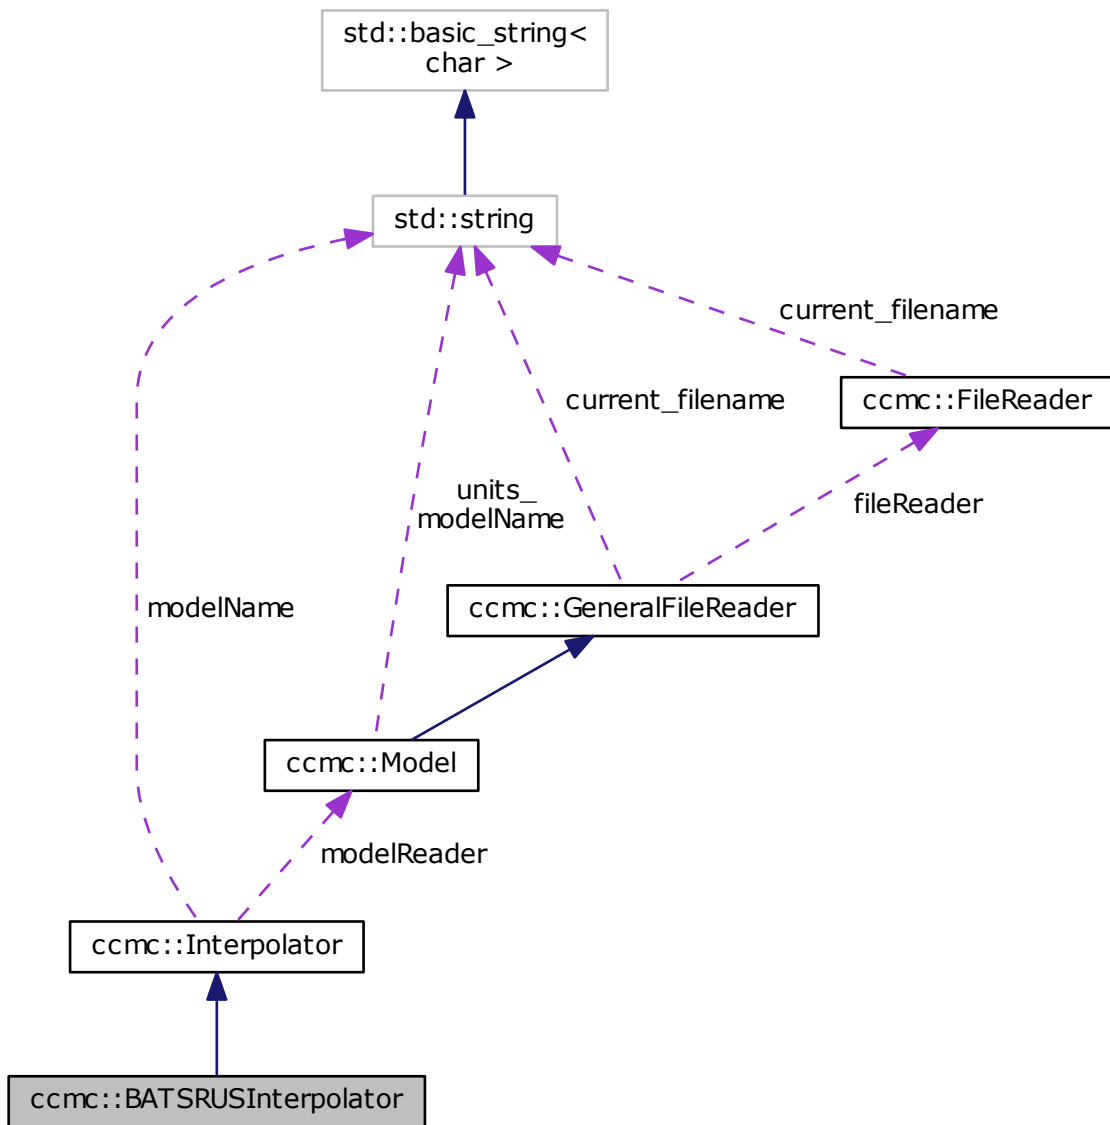 std::basic_string<
char >
std::string
current_filename
ccmc::FileReader
current_filename
units_
modelName
fileReader
modelName
ccmc::GeneralFileReader
ccmc::Model
modelReader
ccmc::Interpolator
ccmc::BATSRUSInterpolator